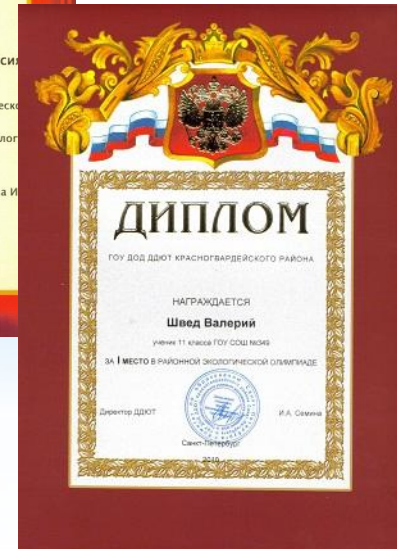 ДИПЛОМ
ГОУ ДОД ДДЮТ КРАСНОГВАРДЕЙСКОГО РАЙОНА
НАГРАЖДАЕТСЯ
Швед Валерий
ученик 11 класса ГОУ СОШ №349
ЗА I МЕСТО В РАЙОННОЙ ЭКОЛОГИЧЕСКОЙ ОЛИМПИАДЕ
Директор ДДЮТ И.А. Семина
Санкт-Петербург
2010